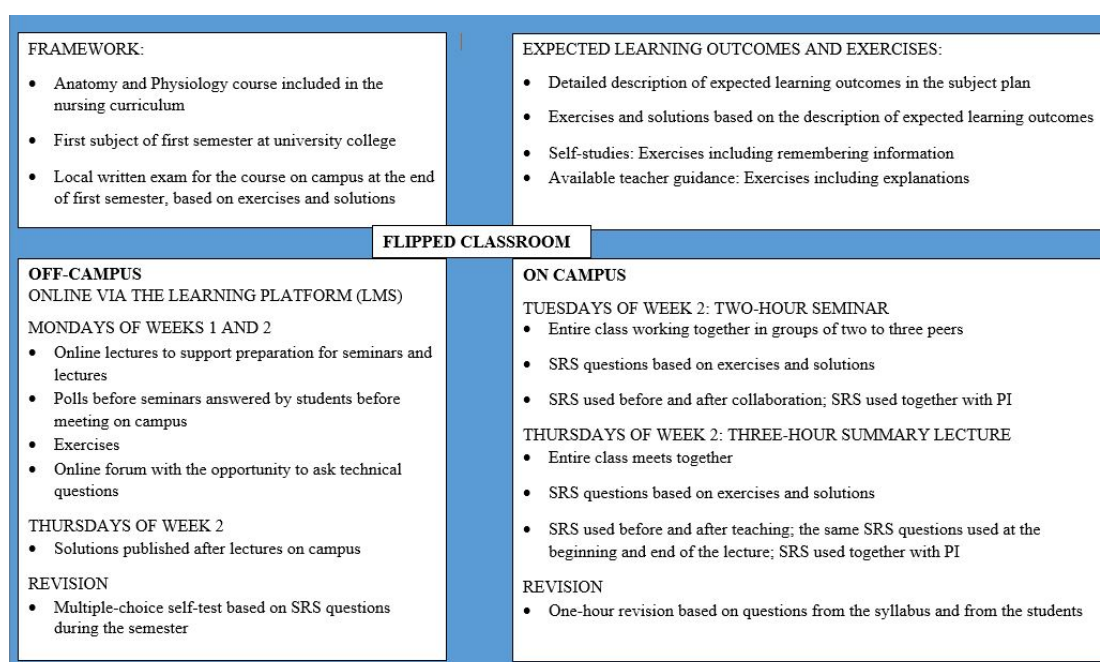 FRAMEWORK:
• Anatomy and Physiology course included in the
nursing curriculum
• First subject of first semester at university college
• Local written exam for the course on campus at the end
of first semester, based on exercises and solutions
EXPECTED LEARNING OUTCOMES AND EXERCISES:
• Detailed description of expected learning outcomes in the subject plan
• Exercises and solutions based on the description of expected learning outcomes
• Self-studies: Exercises including remembering information
• Available teacher guidance: Exercises including explanations
FLIPPED CLASSROOM
OFF-CAMPUS
ONLINE VIA THE LEARNING PLATFORM (LMS)
MONDAYS OF WEEKS 1 AND 2
• Online lectures to support preparation for seminars and
lectures
• Polls before seminars answered by students before
meeting on campus
• Exercises
• Online forum with the opportunity to ask technical
questions
THURSDAYS OF WEEK 2
• Solutions published after lectures on campus
REVISION
• Multiple-choice self-test based on SRS questions
during the semester
ON CAMPUS
TUESDAYS OF WEEK 2: TWO-HOUR SEMINAR
• Entire class working together in groups of two to three peers
• SRS questions based on exercises and solutions
• SRS used before and after collaboration; SRS used together with PI
THURSDAYS OF WEEK 2: THREE-HOUR SUMMARY LECTURE
• Entire class meets together
• SRS questions based on exercises and solutions
• SRS used before and after teaching; the same SRS questions used at the
beginning and end of the lecture; SRS used together with PI
REVISION
• One-hour revision based on questions from the syllabus and from the students